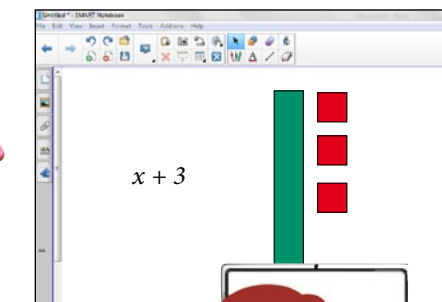 Untitled * - SMART Notebook
File Edit View Insert Format Tools Add-ons Help
x + 3